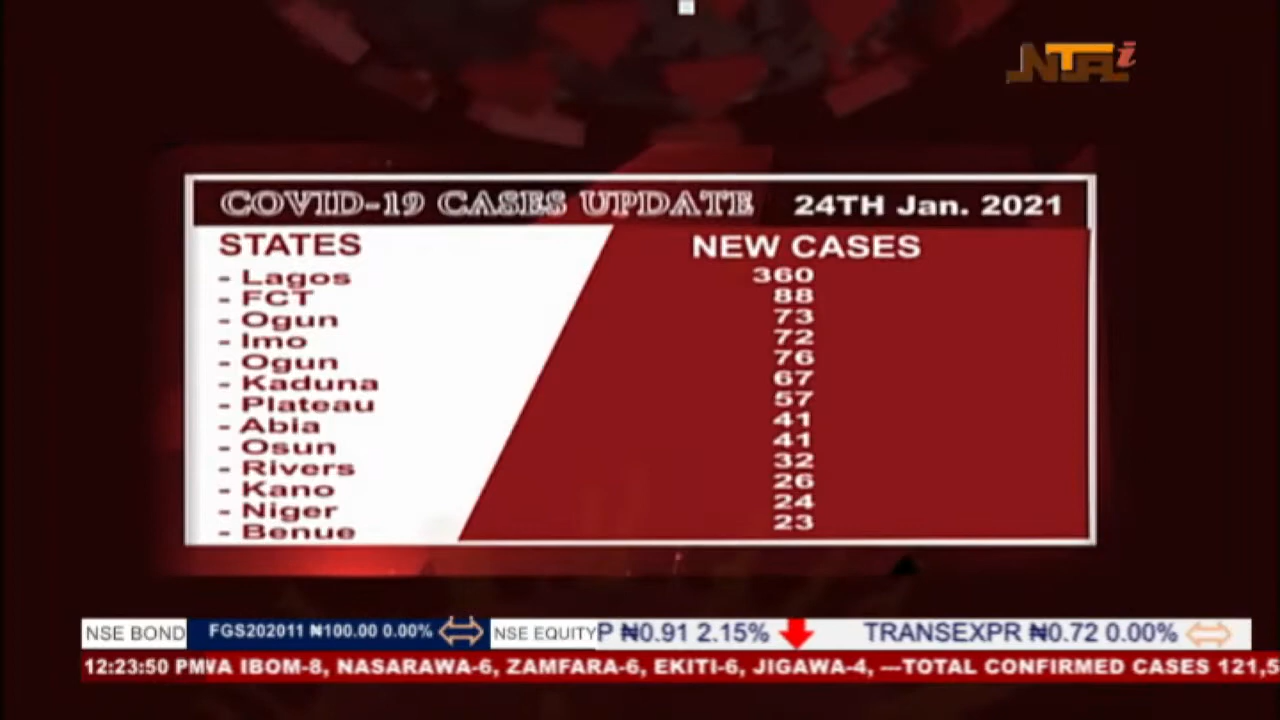 NTAi
COVID-19 CASES UPDATE 24TH Jan. 2021
STATES NEW CASES
- Lagos 360
- FCT 88
- Ogun 73
- Imo 72
- Ogun 76
- Kaduna 67
- Plateau 57
- Abia 41
- Osun 41
- Rivers 32
- Kano 26
- Niger 24
- Benue 23
NSE BOND FGS202011 ₦100.00 0.00% NSE EQUITY P ₦0.91 2.15% TRANSEXPR ₦0.72 0.00%
12:23:50 PM WA IBOM-8, NASARAWA-6, ZAMFARA-6, EKITI-6, JIGAWA-4, ---TOTAL CONFIRMED CASES 121,5